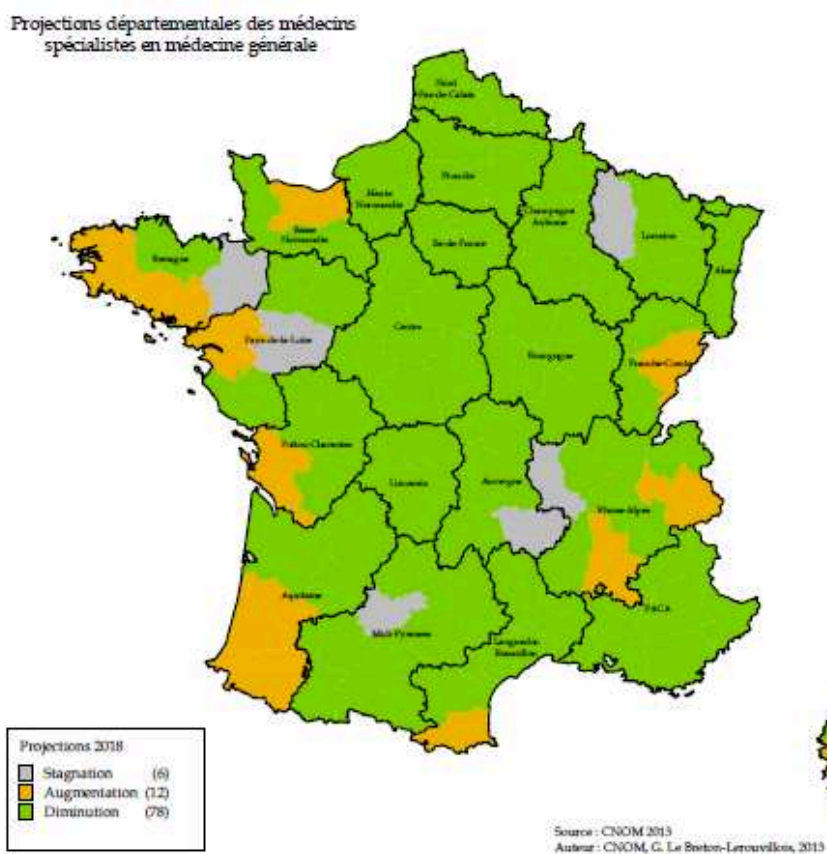 Projections départementales des médecins
spécialistes en médecine générale
Nord
Pas-de-Calais
Picardie
Haute
Normandie
Champagne
Ardenne
Basse
Normandie
Ile-de-France
Lorraine
Alsace
Bretagne
Pays-de-la-Loire
Centre
Bourgogne
Franche-Comté
Poitou-Charentes
Limousin
Auvergne
Rhone-Alpes
Aquitaine
Midi-Pyrénées
Languedoc
Roussillon
PACA
Projections 2018
Stagnation (6)
Augmentation (12)
Diminution (78)
Source : CNOM 2013
Auteur : CNOM, G. Le Breton-Lerouvillois, 2013